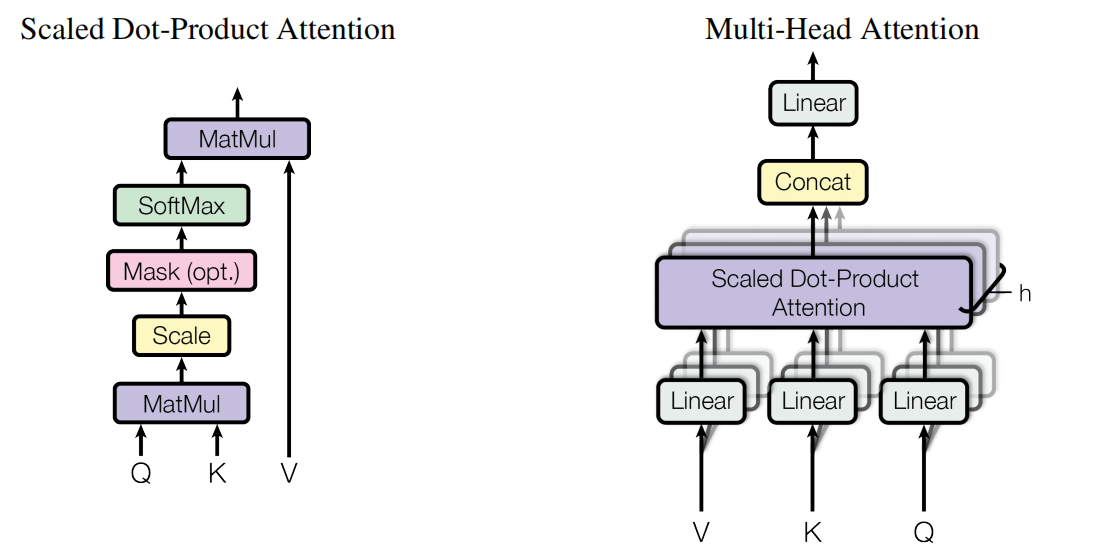 Scaled Dot-Product Attention
MatMul
SoftMax
Mask (opt.)
Scale
MatMul
Q K V
Multi-Head Attention
Linear
Concat
Scaled Dot-Product
Attention
h
Linear Linear Linear
V K Q